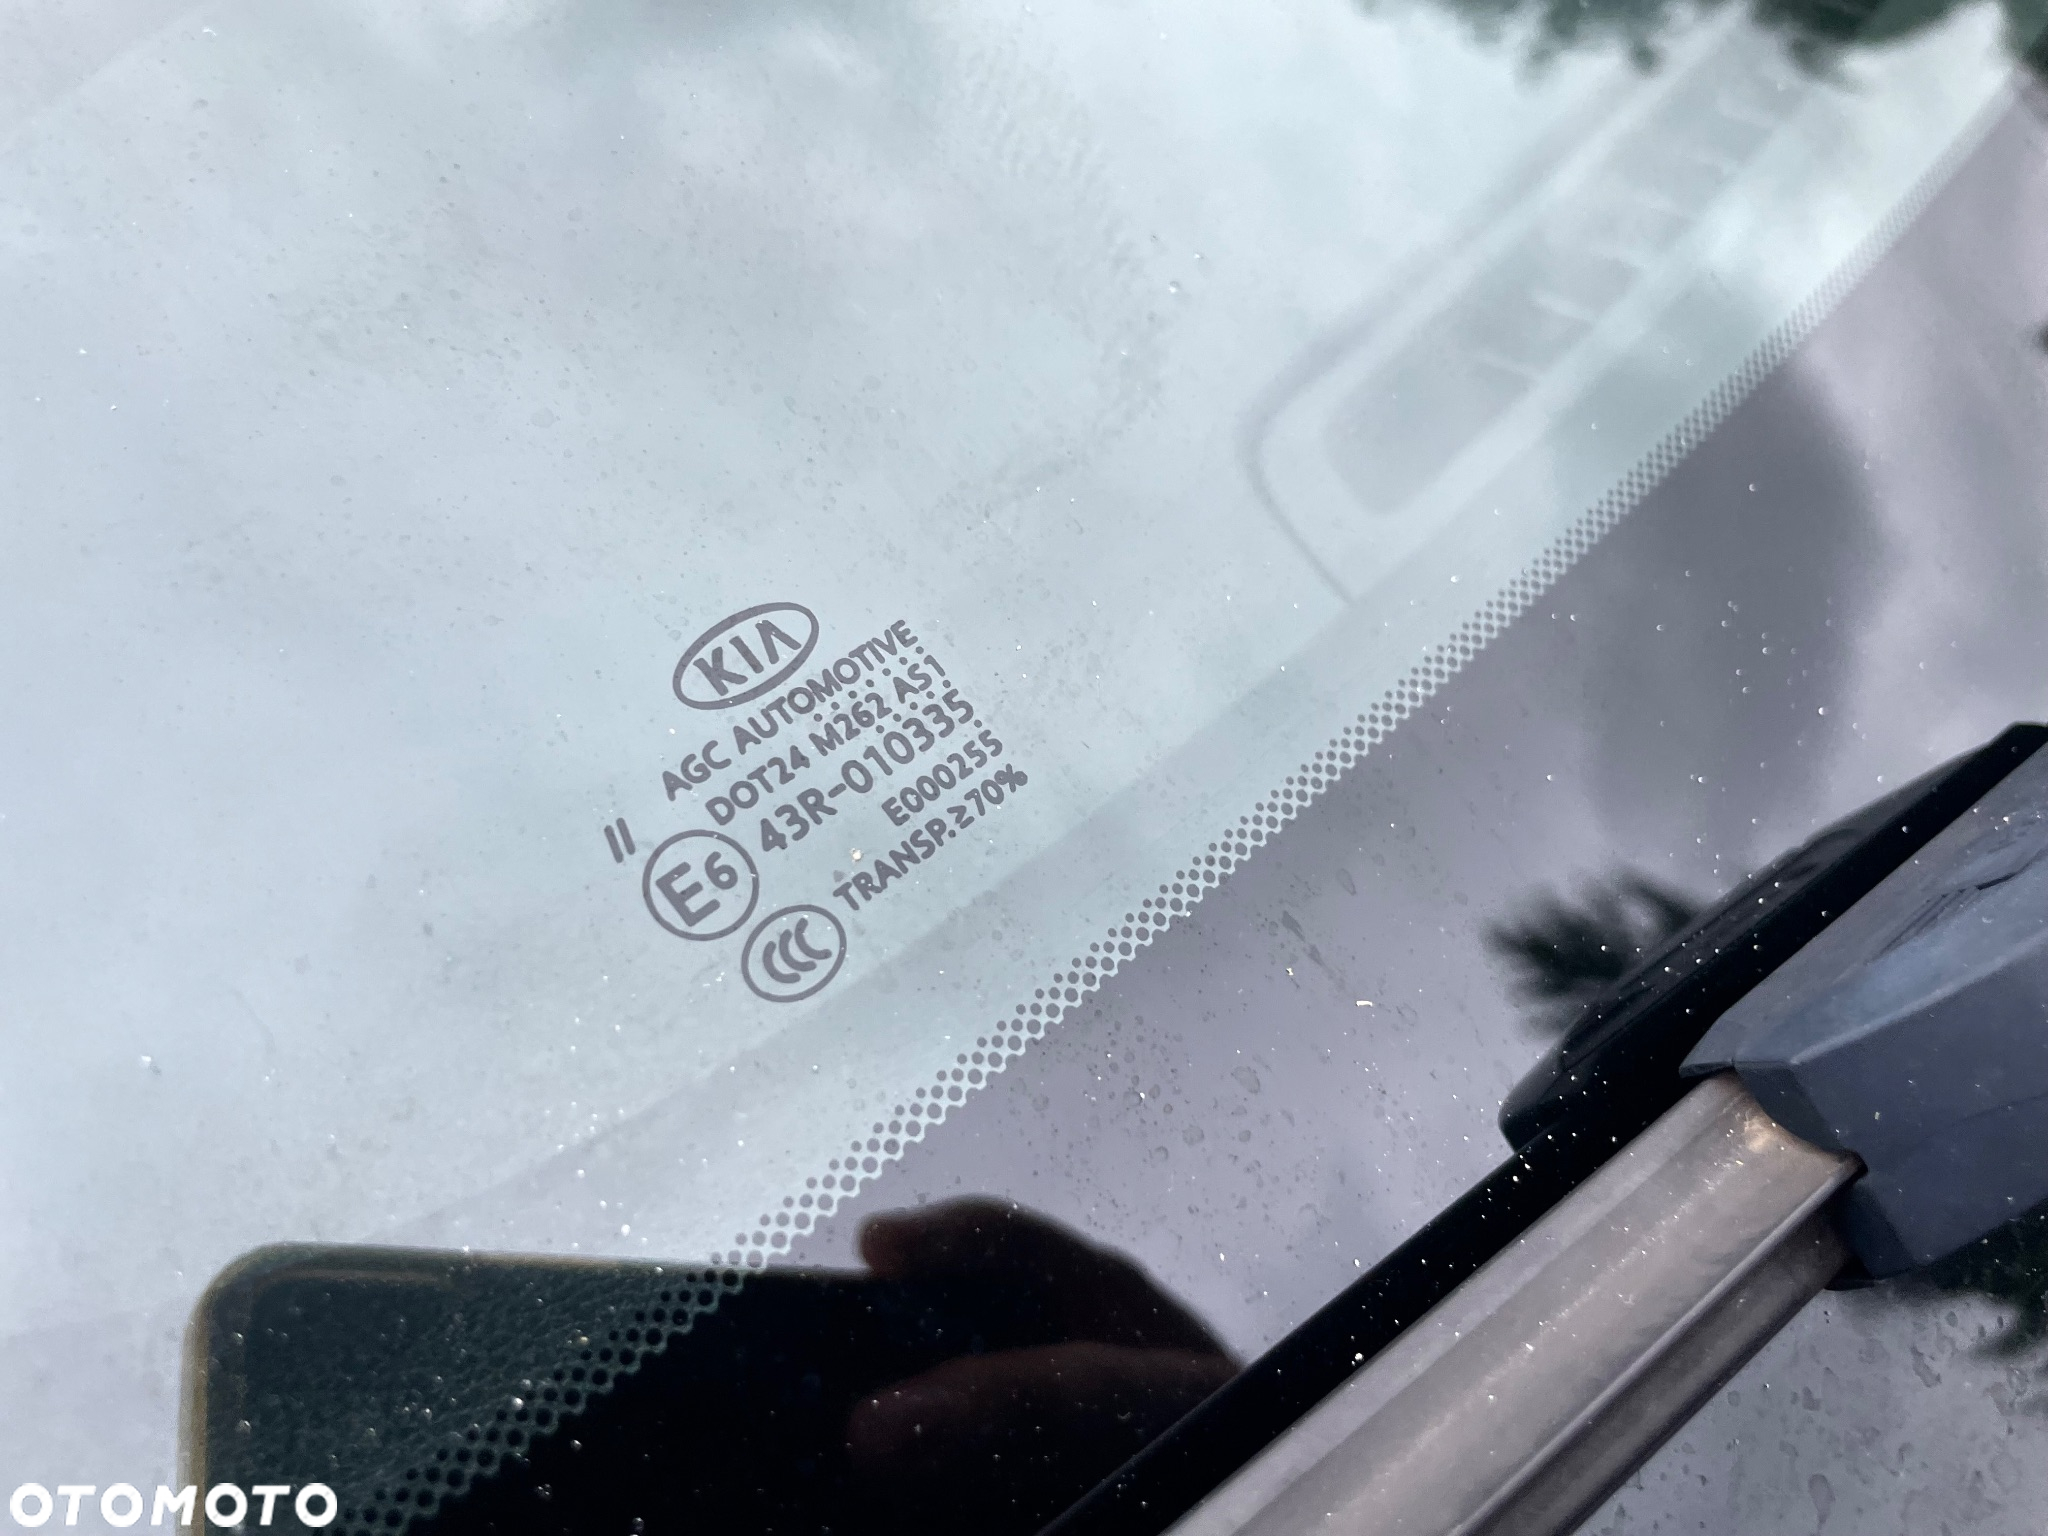 KIA
AGC AUTOMOTIVE
DOT24 M262 AS1
II
E6 43R-010335
E000255
CCC TRANSP.≥70%
OTOMOTO